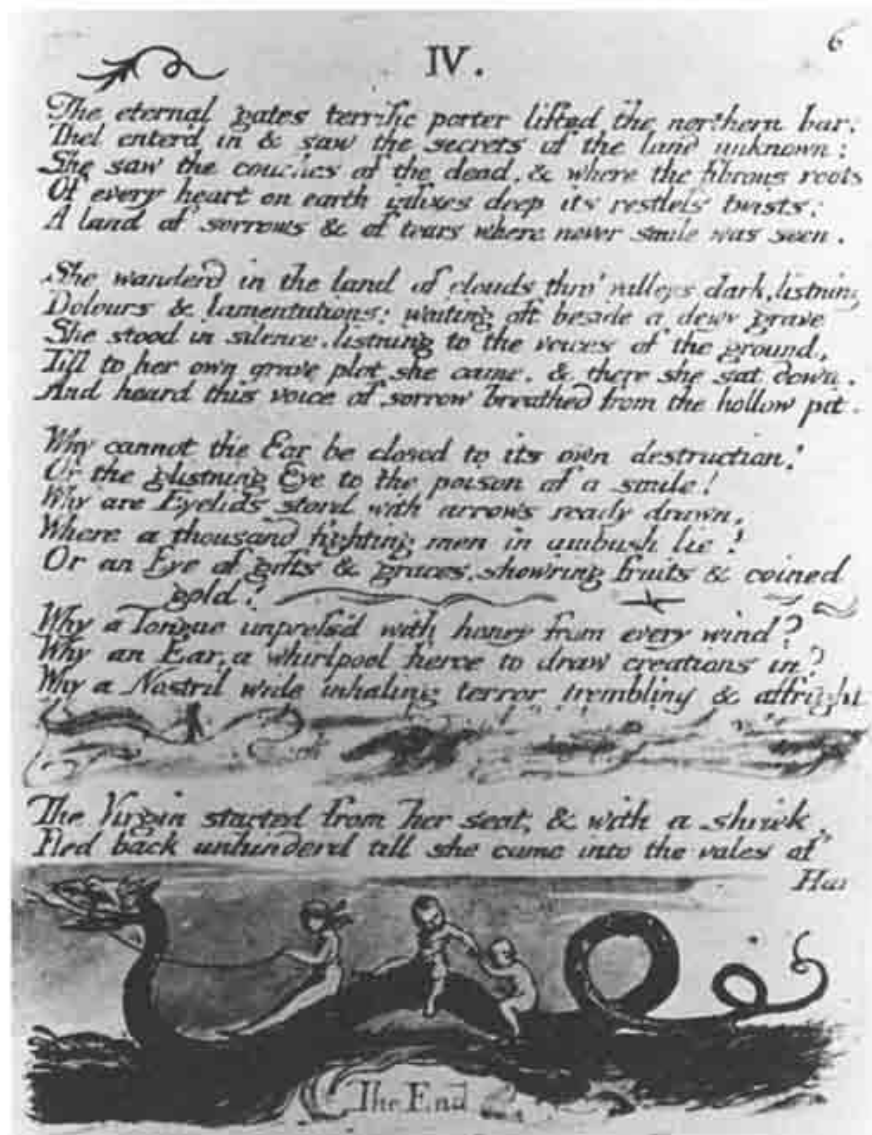 6
IV.
The eternal gates terrific porter lifted the northern bar:
Thel enter'd in & saw the secrets of the land unknown:
She saw the couches of the dead, & where the fibrous roots
Of every heart on earth infixes deep its restless twists:
A land of sorrows & of tears where never smile was seen.
She wanderd in the land of clouds thro' valleys dark, listning
Dolours & lamentations: waiting oft beside a dewy grave
She stood in silence, listning to the voices of the ground,
Till to her own grave plot she came, & there she sat down.
And heard this voice of sorrow breathed from the hollow pit.
Why cannot the Ear be closed to its own destruction?
Or the glistning Eye to the poison of a smile!
Why are Eyelids stord with arrows ready drawn,
Where a thousand fighting men in ambush lie?
Or an Eye of gifts & graces, showring fruits & coined
gold?
Why a Tongue impress'd with honey from every wind?
Why an Ear, a whirlpool fierce to draw creations in?
Why a Nostril wide inhaling terror trembling & affright
The Virgin started from her seat, & with a shriek
Fled back unhinderd till she came into the vales of
Har
The End